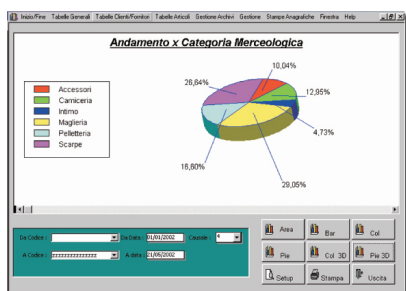 Inizio/Fine Tabelle Generali Tabelle Clienti/Fornitori Tabelle Articoli Gestione Archivi Gestione Stampe Anagrafiche Finestra Help
Andamento x Categoria Merceologica
10,04%
26,64%
12,95%
Accessori
Camiceria
Intimo
Maglieria
Pelletteria
Scarpe
4,73%
16,60%
29,05%
Da Codice : Da Data : 01/01/2002 Causale : *
A Codice : zzzzzzzzzzzzzzz A data : 21/05/2002
Area Bar Col
Pie Col 3D Pie 3D
Setup Stampa Uscita